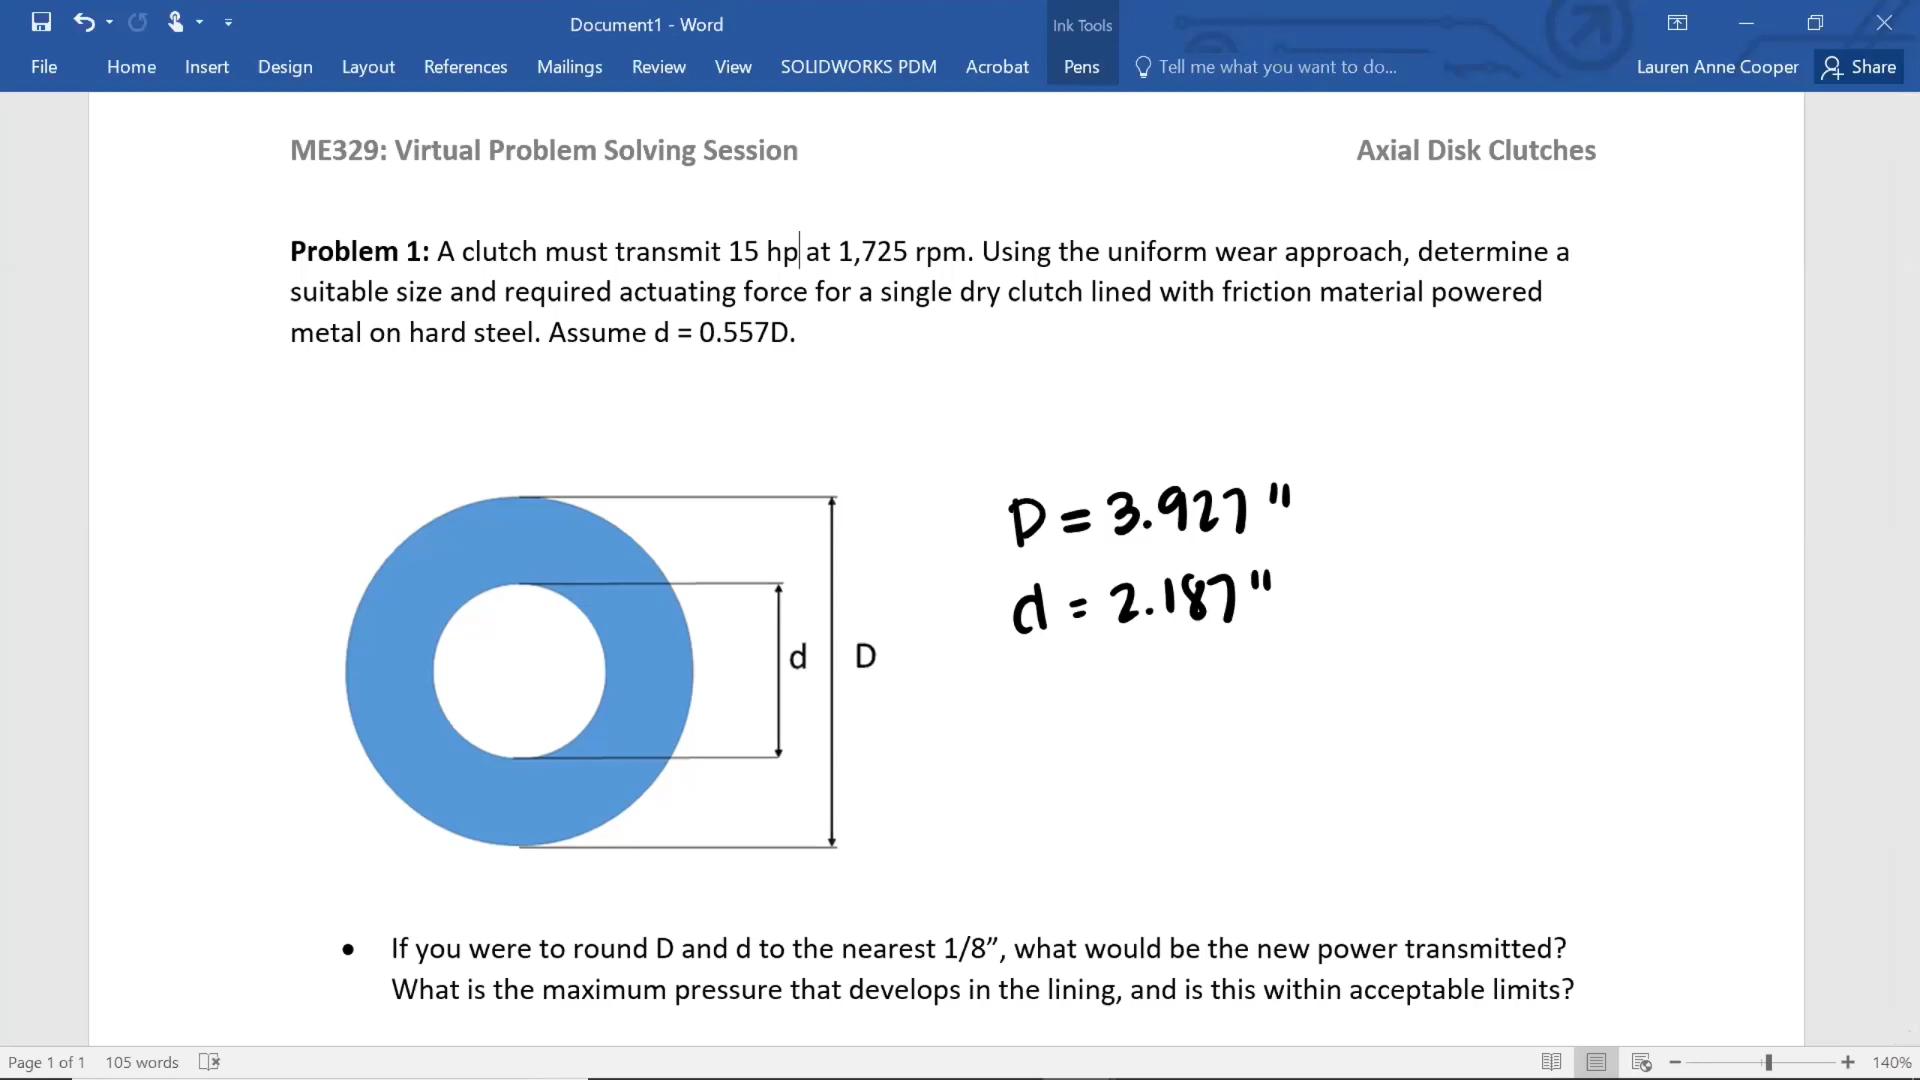 Document1 - Word
Ink Tools
File Home Insert Design Layout References Mailings Review View SOLIDWORKS PDM Acrobat Pens Tell me what you want to do... Lauren Anne Cooper Share
ME329: Virtual Problem Solving Session Axial Disk Clutches
Problem 1: A clutch must transmit 15 hp at 1,725 rpm. Using the uniform wear approach, determine a
suitable size and required actuating force for a single dry clutch lined with friction material powered
metal on hard steel. Assume d = 0.557D.
D = 3.927"
d = 2.187"
d D
• If you were to round D and d to the nearest 1/8”, what would be the new power transmitted?
What is the maximum pressure that develops in the lining, and is this within acceptable limits?
Page 1 of 1 105 words 140%